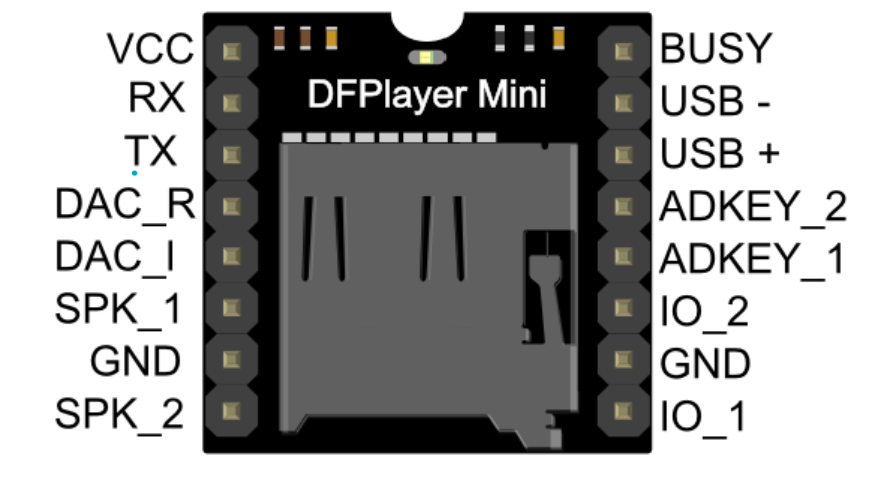 VCC
RX
TX
DAC_R
DAC_I
SPK_1
GND
SPK_2
DFPlayer Mini
BUSY
USB -
USB +
ADKEY_2
ADKEY_1
IO_2
GND
IO_1